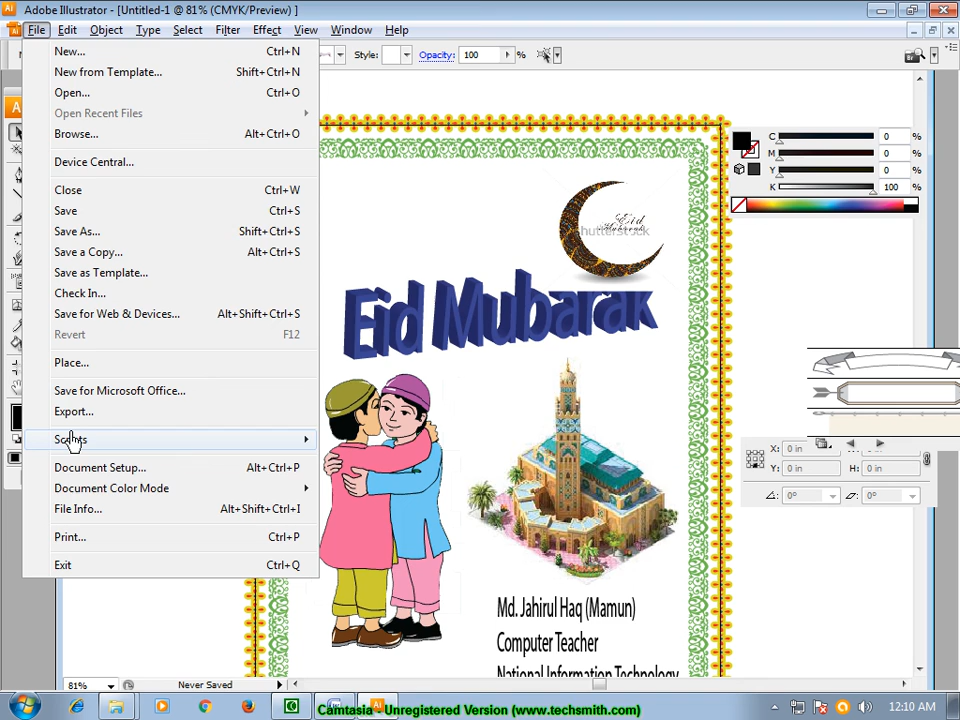 Adobe Illustrator - [Untitled-1 @ 81% (CMYK/Preview) ]
File Edit Object Type Select Filter Effect View Window Help
Style: Opacity: 100 %
New... Ctrl+N
New from Template... Shift+Ctrl+N
Open... Ctrl+O
Open Recent Files
Browse... Alt+Ctrl+O
Device Central...
Close Ctrl+W
Save Ctrl+S
Save As... Shift+Ctrl+S
Save a Copy... Alt+Ctrl+S
Save as Template...
Check In...
Save for Web & Devices... Alt+Shift+Ctrl+S
Revert F12
Place...
Save for Microsoft Office...
Export...
Scripts
Document Setup... Alt+Ctrl+P
Document Color Mode
File Info... Alt+Shift+Ctrl+I
Print... Ctrl+P
Exit Ctrl+Q
C 0 %
M 0 %
Y 0 %
K 100 %
Eid
Mubarak
shutterstock
Eid Mubarak
X: 0 in W: 0 in
Y: 0 in H: 0 in
0° 0°
Md. Jahirul Haq (Mamun)
Computer Teacher
National Information Technology
81% Never Saved
Camtasia - Unregistered Version (www.techsmith.com)
12:10 AM